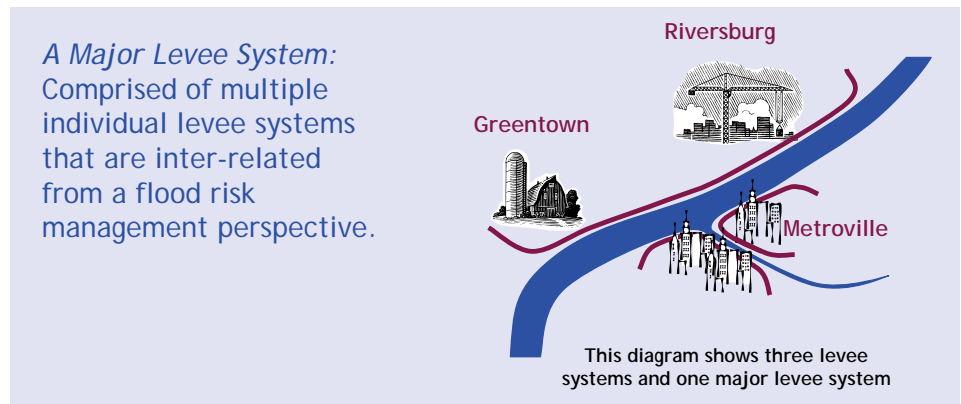 A Major Levee System:
Comprised of multiple
individual levee systems
that are inter-related
from a flood risk
management perspective.
Riversburg
Greentown
Metroville
This diagram shows three levee
systems and one major levee system